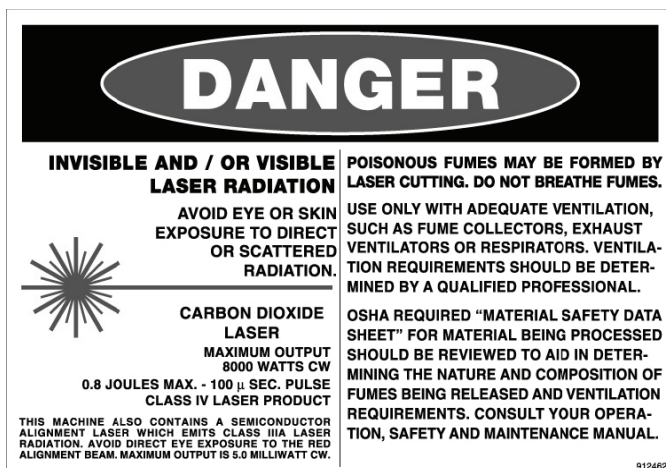 DANGER
INVISIBLE AND / OR VISIBLE
LASER RADIATION
AVOID EYE OR SKIN
EXPOSURE TO DIRECT
OR SCATTERED
RADIATION.
CARBON DIOXIDE
LASER
MAXIMUM OUTPUT
8000 WATTS CW
0.8 JOULES MAX. - 100 μ SEC. PULSE
CLASS IV LASER PRODUCT
THIS MACHINE ALSO CONTAINS A SEMICONDUCTOR
ALIGNMENT LASER WHICH EMITS CLASS IIIA LASER
RADIATION. AVOID DIRECT EYE EXPOSURE TO THE RED
ALIGNMENT BEAM. MAXIMUM OUTPUT IS 5.0 MILLIWATT CW.
POISONOUS FUMES MAY BE FORMED BY
LASER CUTTING. DO NOT BREATHE FUMES.
USE ONLY WITH ADEQUATE VENTILATION,
SUCH AS FUME COLLECTORS, EXHAUST
VENTILATORS OR RESPIRATORS. VENTILA-
TION REQUIREMENTS SHOULD BE DETER-
MINED BY A QUALIFIED PROFESSIONAL.
OSHA REQUIRED “MATERIAL SAFETY DATA
SHEET” FOR MATERIAL BEING PROCESSED
SHOULD BE REVIEWED TO AID IN DETER-
MINING THE NATURE AND COMPOSITION OF
FUMES BEING RELEASED AND VENTILATION
REQUIREMENTS. CONSULT YOUR OPERA-
TION, SAFETY AND MAINTENANCE MANUAL.
912462